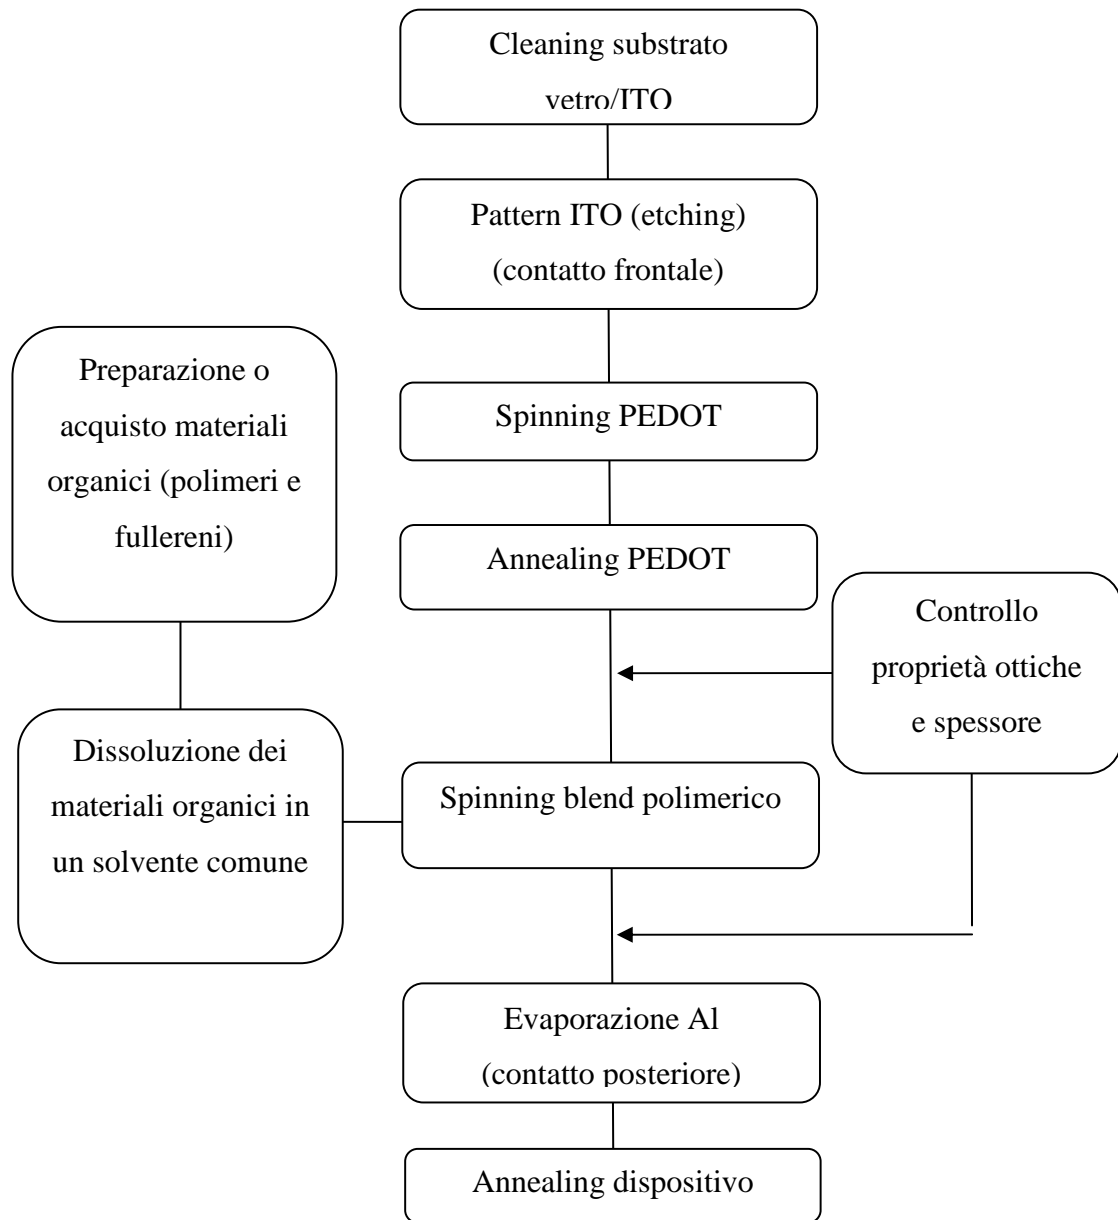 Cleaning substrato
vetro/ITO
Pattern ITO (etching)
(contatto frontale)
Preparazione o
acquisto materiali
organici (polimeri e
fullereni)
Spinning PEDOT
Annealing PEDOT
Controllo
proprietà ottiche
e spessore
Dissoluzione dei
materiali organici in
un solvente comune
Spinning blend polimerico
Evaporazione Al
(contatto posteriore)
Annealing dispositivo